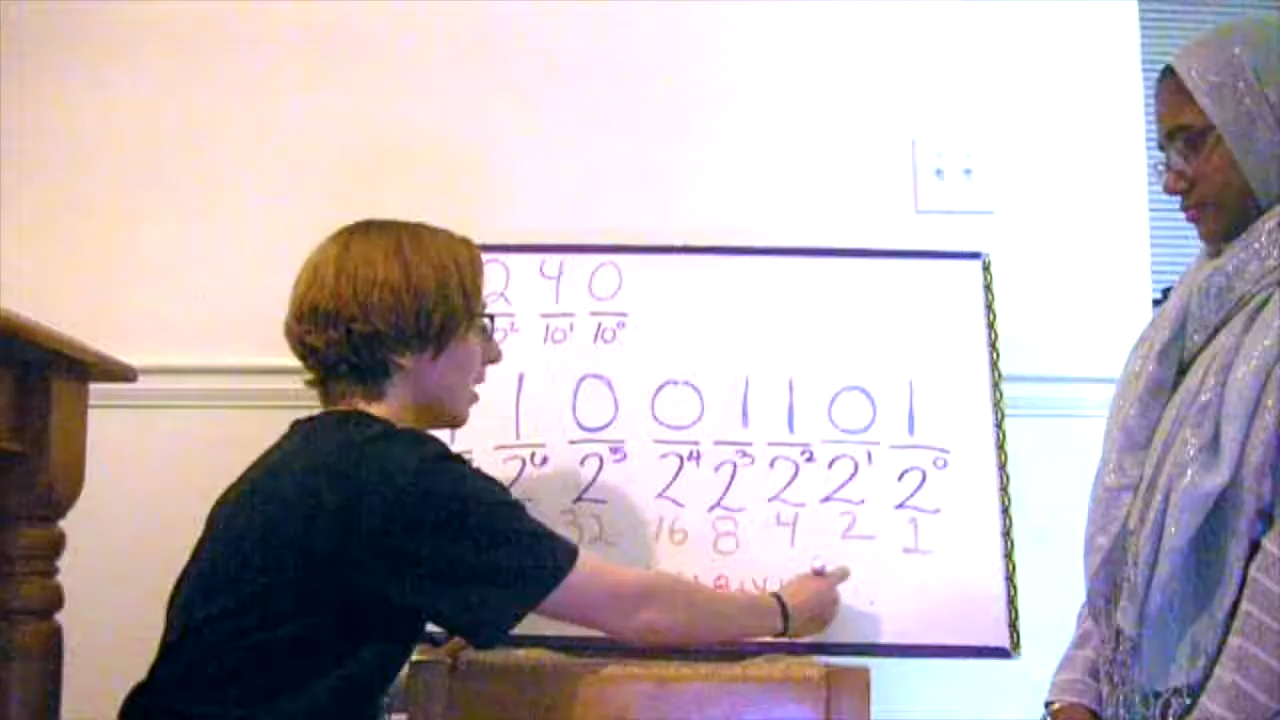 2 4 0
10¹ 10⁰
1 0 0 1 1 0 1
2⁶ 2⁵ 2⁴ 2³ 2² 2¹ 2⁰
32 16 8 4 2 1